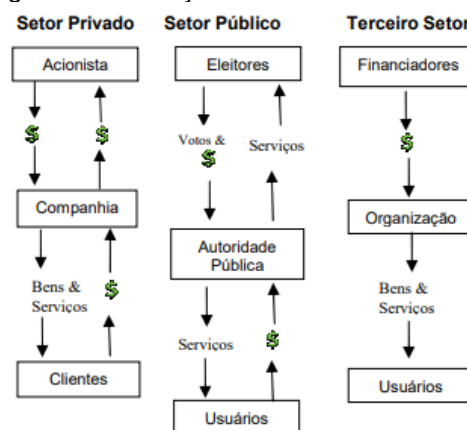 Setor Privado
Acionista
$ $
Companhia
Bens &
Serviços
$
Clientes
Setor Público
Eleitores
Votos &
$
Serviços
Autoridade
Pública
Serviços
$
Usuários
Terceiro Setor
Financiadores
$
Organização
Bens &
Serviços
Usuários